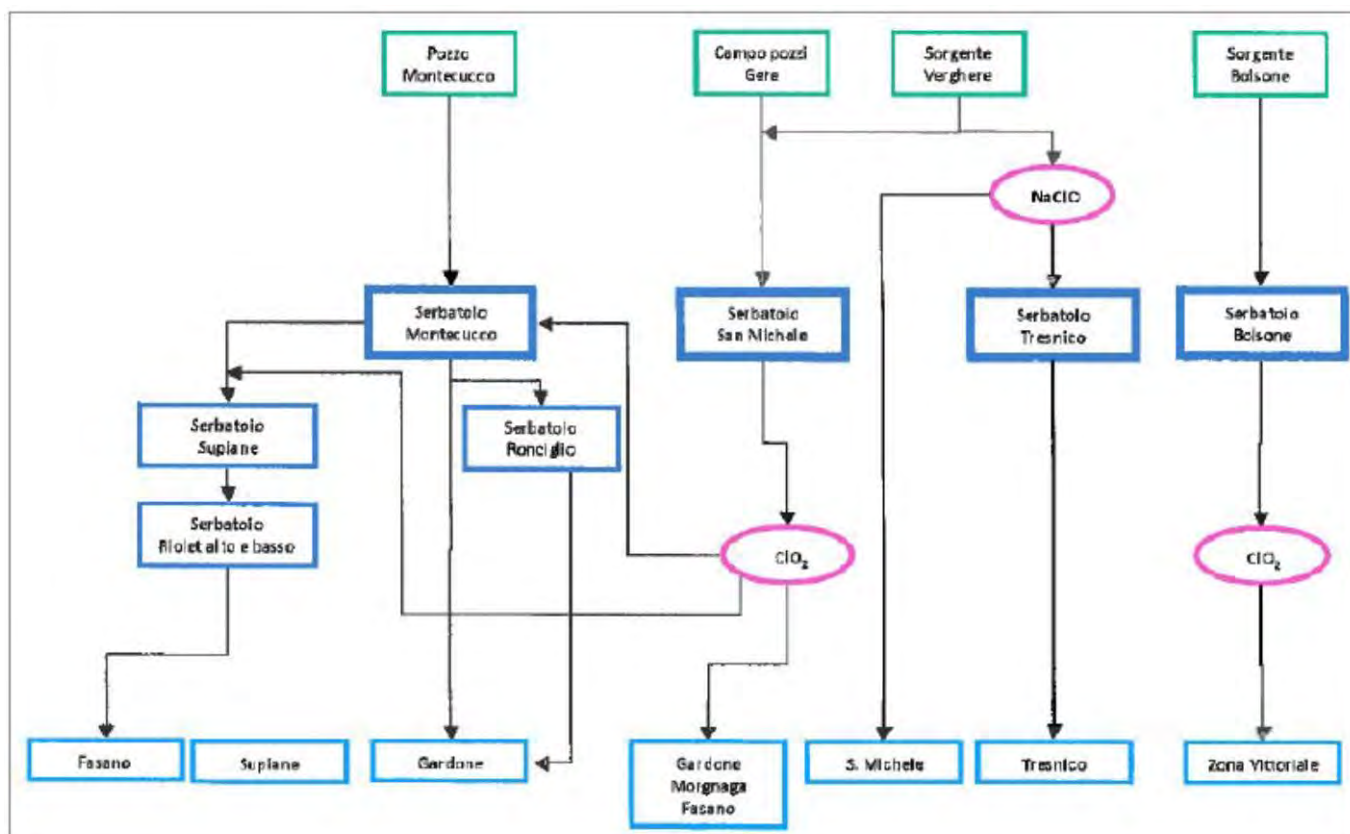 Pozzo
Montecucco
Campo pozzi
Gere
Sorgente
Verghere
Sorgente
Bolsone
NaClO
Serbatoio
Montecucco
Serbatoio
San Michele
Serbatoio
Tresnico
Serbatoio
Bolsone
Serbatoio
Supiane
Serbatoio
Ronciglio
Serbatoio
Riolet alto e basso
ClO₂
ClO₂
Fasano
Supiane
Gardone
Gardone
Morgnaga
Fasano
S. Michele
Tresnico
Zona Vittoriale